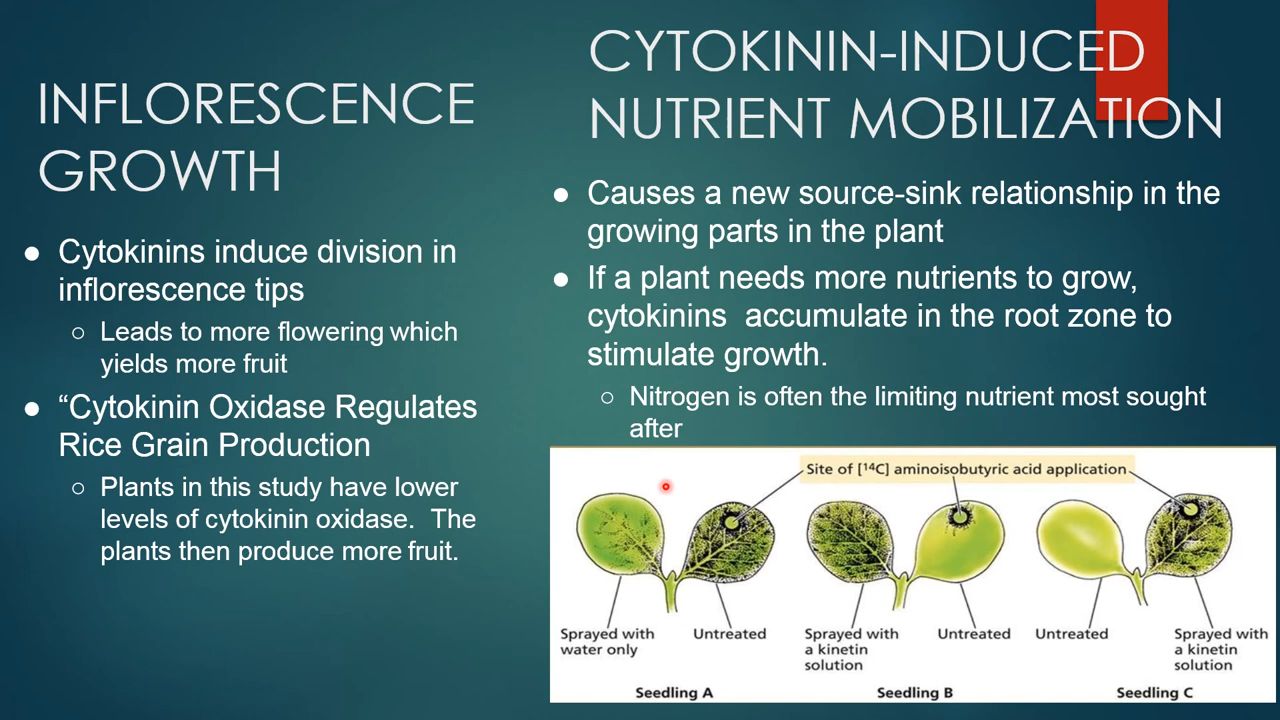 INFLORESCENCE
GROWTH
● Cytokinins induce division in
inflorescence tips
○ Leads to more flowering which
yields more fruit
● “Cytokinin Oxidase Regulates
Rice Grain Production
○ Plants in this study have lower
levels of cytokinin oxidase. The
plants then produce more fruit.
CYTOKININ-INDUCED
NUTRIENT MOBILIZATION
● Causes a new source-sink relationship in the
growing parts in the plant
● If a plant needs more nutrients to grow,
cytokinins accumulate in the root zone to
stimulate growth.
○ Nitrogen is often the limiting nutrient most sought
after
Site of [¹⁴C] aminoisobutyric acid application
Sprayed with
water only
Untreated
Seedling A
Sprayed with
a kinetin
solution
Untreated
Seedling B
Untreated
Sprayed with
a kinetin
solution
Seedling C